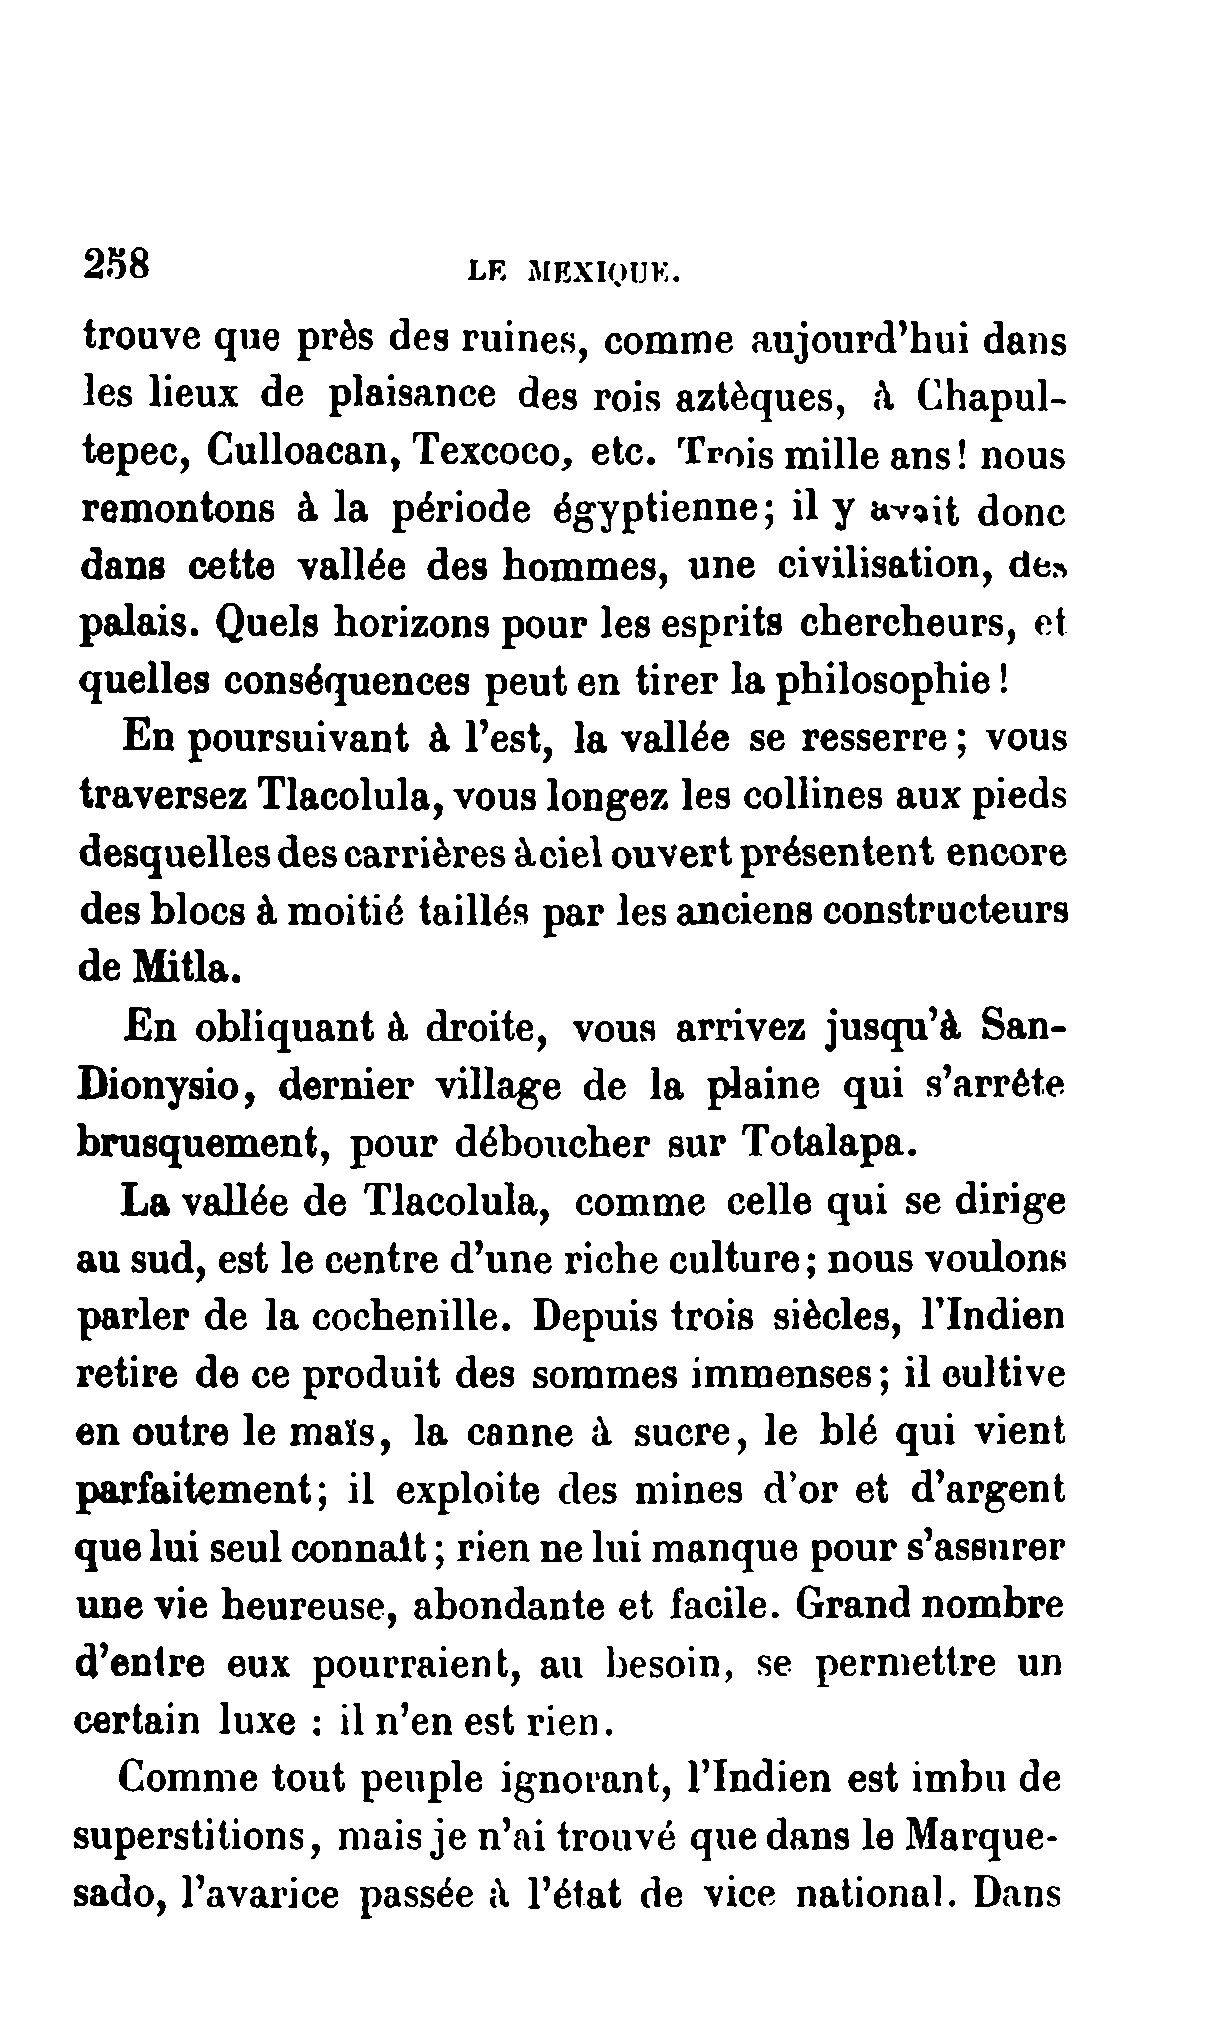 258 LE MEXIQUE.
trouve que près des ruines, comme aujourd'hui dans
les lieux de plaisance des rois aztèques, à Chapul-
tepec, Culloacan, Texcoco, etc. Trois mille ans! nous
remontons à la période égyptienne; il y avait donc
dans cette vallée des hommes, une civilisation, des
palais. Quels horizons pour les esprits chercheurs, et
quelles conséquences peut en tirer la philosophie!
En poursuivant à l'est, la vallée se resserre; vous
traversez Tlacolula, vous longez les collines aux pieds
desquelles des carrières à ciel ouvert présentent encore
des blocs à moitié taillés par les anciens constructeurs
de Mitla.
En obliquant à droite, vous arrivez jusqu'à San-
Dionysio, dernier village de la plaine qui s'arrête
brusquement, pour déboucher sur Totalapa.
La vallée de Tlacolula, comme celle qui se dirige
au sud, est le centre d'une riche culture; nous voulons
parler de la cochenille. Depuis trois siècles, l'Indien
retire de ce produit des sommes immenses; il cultive
en outre le maïs, la canne à sucre, le blé qui vient
parfaitement; il exploite des mines d'or et d'argent
que lui seul connaît; rien ne lui manque pour s'assurer
une vie heureuse, abondante et facile. Grand nombre
d'entre eux pourraient, au besoin, se permettre un
certain luxe : il n'en est rien.
Comme tout peuple ignorant, l'Indien est imbu de
superstitions, mais je n'ai trouvé que dans le Marque-
sado, l'avarice passée à l'état de vice national. Dans